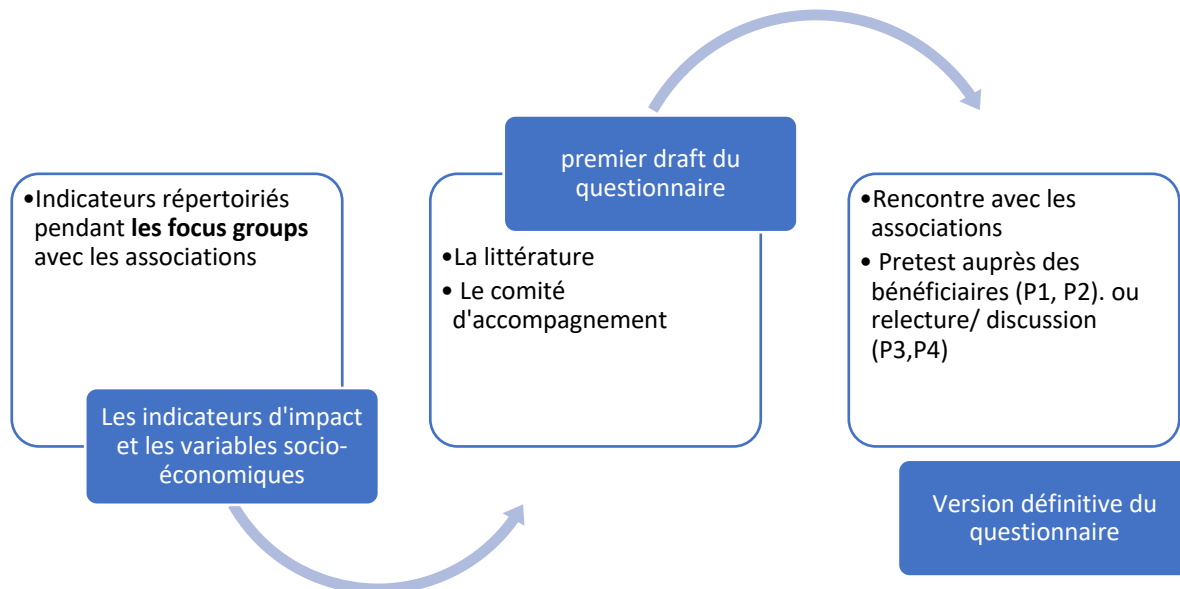 •Indicateurs répertoiriés
pendant les focus groups
avec les associations
Les indicateurs d'impact
et les variables socio-
économiques
premier draft du
questionnaire
•La littérature
• Le comité
d'accompagnement
•Rencontre avec les
associations
• Pretest auprès des
bénéficiaires (P1, P2). ou
relecture/ discussion
(P3,P4)
Version définitive du
questionnaire